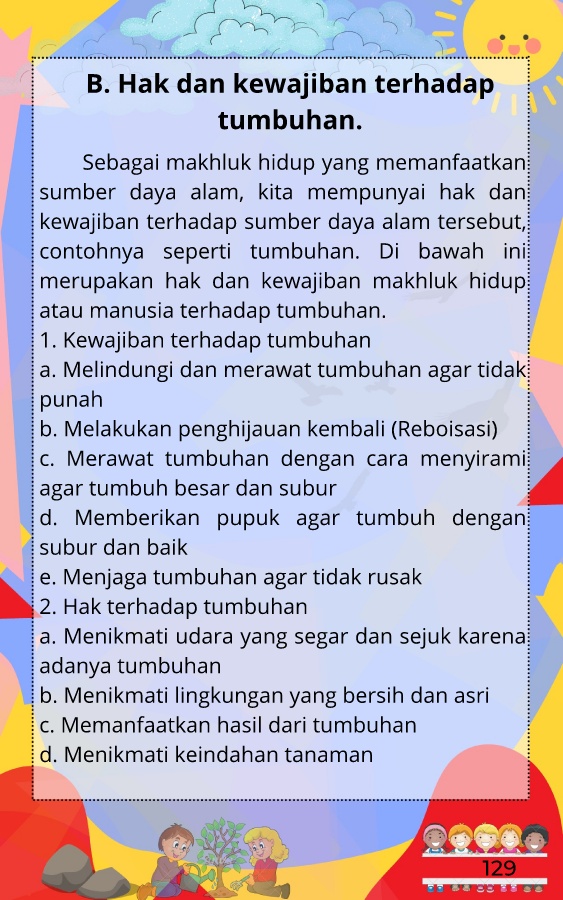 B. Hak dan kewajiban terhadap
tumbuhan.
Sebagai makhluk hidup yang memanfaatkan
sumber daya alam, kita mempunyai hak dan
kewajiban terhadap sumber daya alam tersebut,
contohnya seperti tumbuhan. Di bawah ini
merupakan hak dan kewajiban makhluk hidup
atau manusia terhadap tumbuhan.
1. Kewajiban terhadap tumbuhan
a. Melindungi dan merawat tumbuhan agar tidak
punah
b. Melakukan penghijauan kembali (Reboisasi)
c. Merawat tumbuhan dengan cara menyirami
agar tumbuh besar dan subur
d. Memberikan pupuk agar tumbuh dengan
subur dan baik
e. Menjaga tumbuhan agar tidak rusak
2. Hak terhadap tumbuhan
a. Menikmati udara yang segar dan sejuk karena
adanya tumbuhan
b. Menikmati lingkungan yang bersih dan asri
c. Memanfaatkan hasil dari tumbuhan
d. Menikmati keindahan tanaman
129